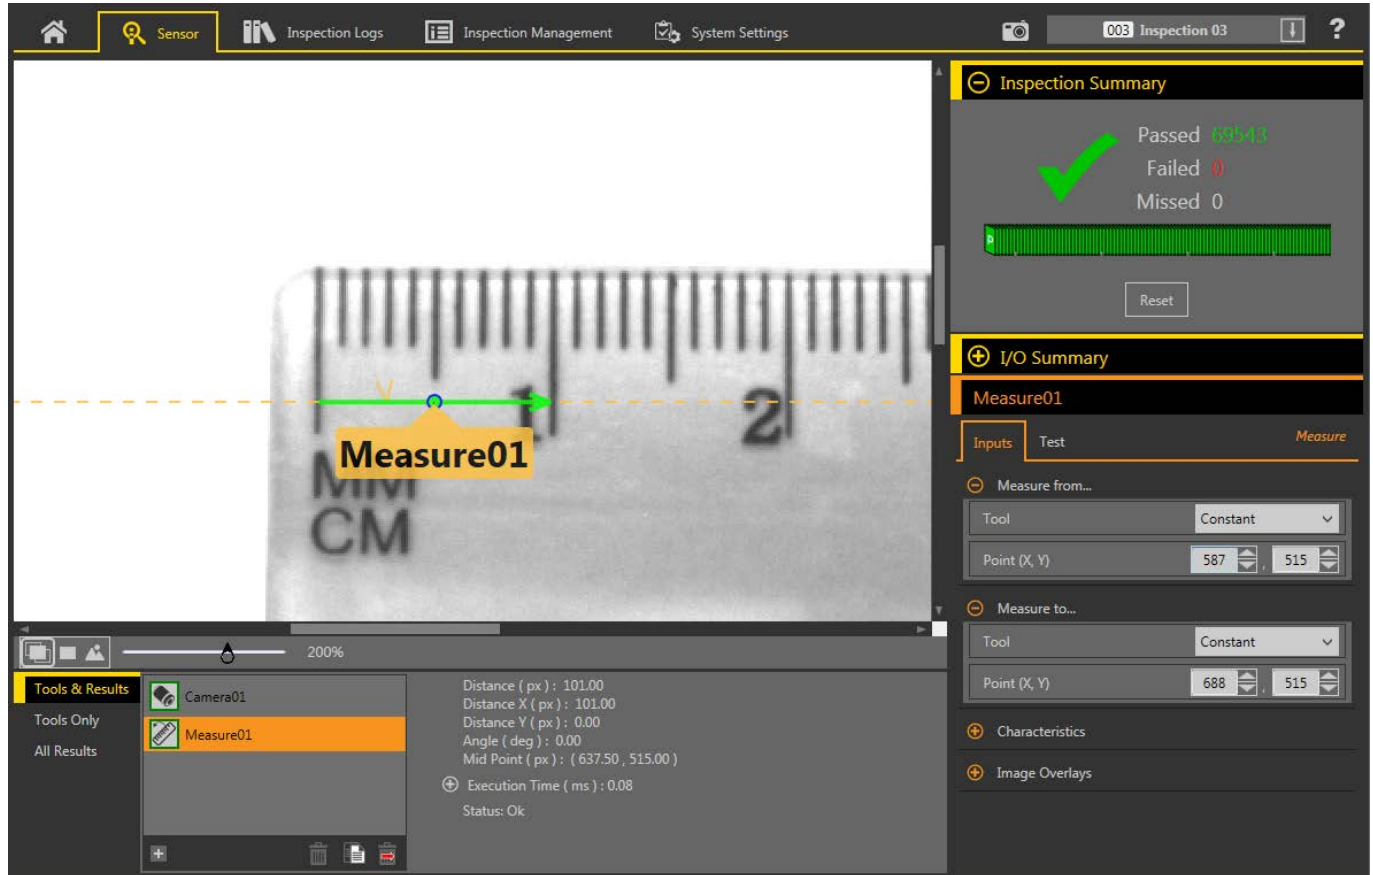 Sensor
Inspection Logs
Inspection Management
System Settings
003 Inspection 03
?
Inspection Summary
Passed 69543
Failed 0
Missed 0
Reset
I/O Summary
Measure01
Inputs Test Measure
Measure from...
Tool Constant
Point (X, Y) 587 , 515
Measure to...
Tool Constant
Point (X, Y) 688 , 515
Characteristics
Image Overlays
1 2
Measure01
MM
CM
200%
Tools & Results
Tools Only
All Results
Camera01
Measure01
Distance ( px ) : 101.00
Distance X ( px ) : 101.00
Distance Y ( px ) : 0.00
Angle ( deg ) : 0.00
Mid Point ( px ) : ( 637.50 , 515.00 )
Execution Time ( ms ) : 0.08
Status: Ok